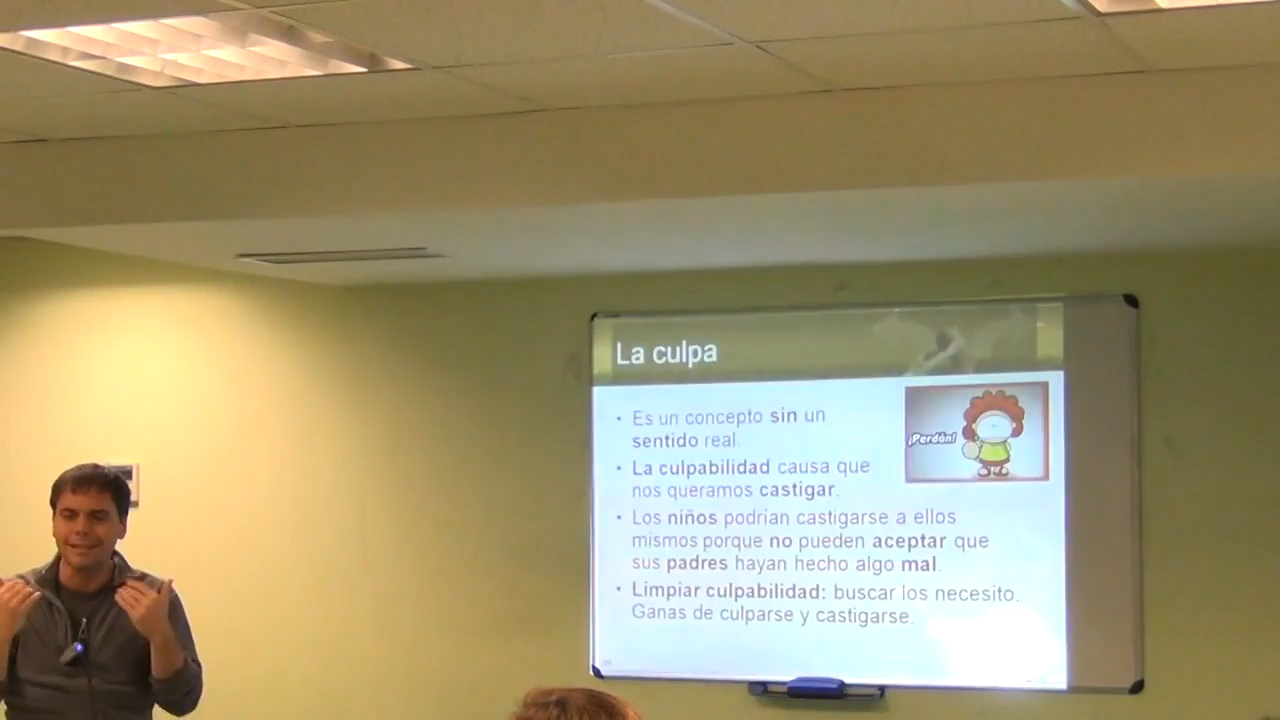 La culpa
• Es un concepto sin un
sentido real.
¡Perdón!
• La culpabilidad causa que
nos queramos castigar.
• Los niños podrían castigarse a ellos
mismos porque no pueden aceptar que
sus padres hayan hecho algo mal.
• Limpiar culpabilidad: buscar los necesito.
Ganas de culparse y castigarse.